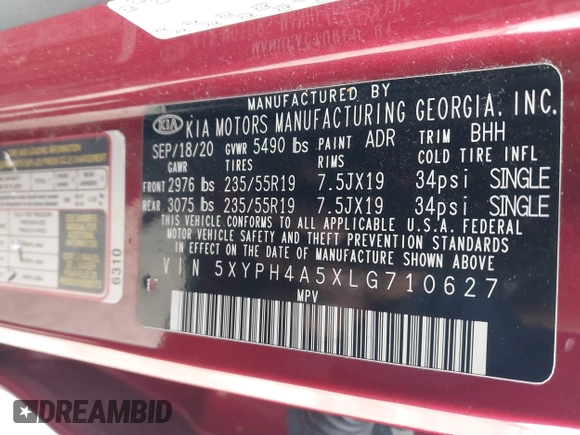 MANUFACTURED BY
KIA KIA MOTORS MANUFACTURING GEORGIA, INC.
SEP/18/20 GVWR 5490 lbs PAINT ADR TRIM BHH
GAWR TIRES COLD TIRE INFL
FRONT 2976 lbs 235/55R19 7.5JX19 34psi SINGLE
REAR 3075 lbs 235/55R19 7.5JX19 34psi SINGLE
THIS VEHICLE CONFORMS TO ALL APPLICABLE U.S.A. FEDERAL
MOTOR VEHICLE SAFETY AND THEFT PREVENTION STANDARDS
IN EFFECT ON THE DATE OF MANUFACTURE SHOWN ABOVE.
VIN 5XYPH4A5XLG710627
MPV
6310
DREAMBID